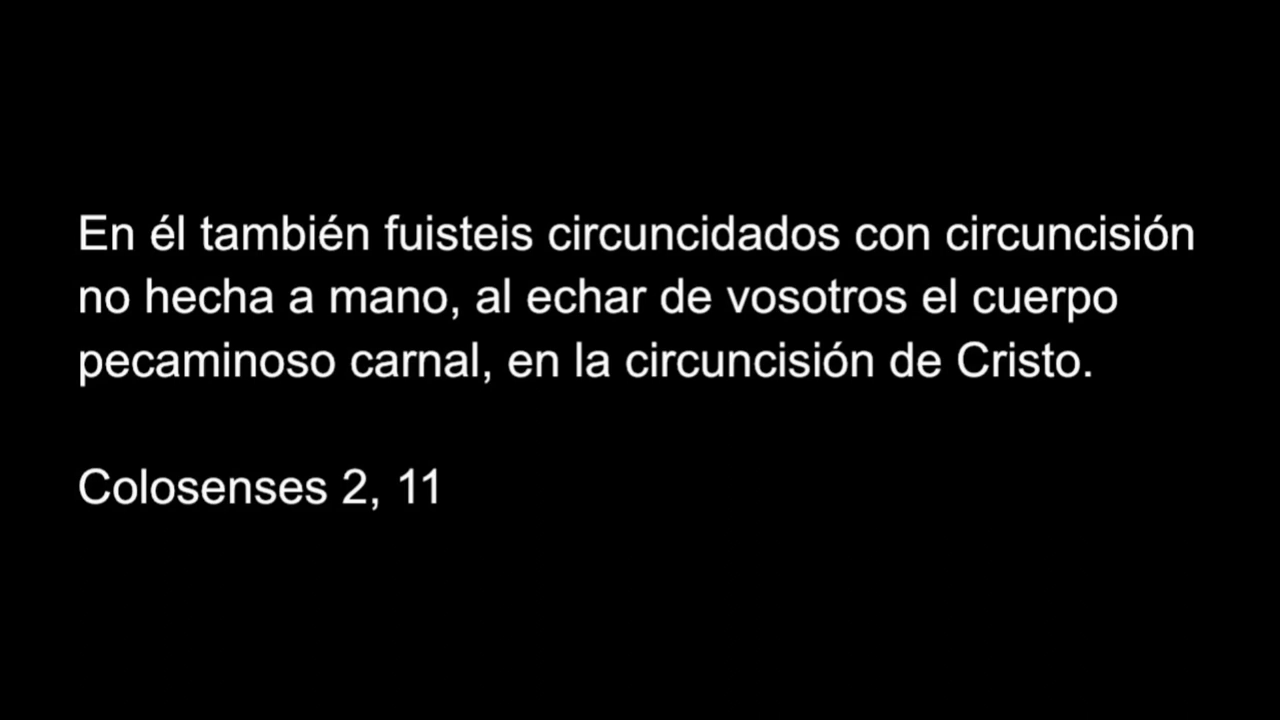 En él también fuisteis circuncidados con circuncisión
no hecha a mano, al echar de vosotros el cuerpo
pecaminoso carnal, en la circuncisión de Cristo.
Colosenses 2, 11